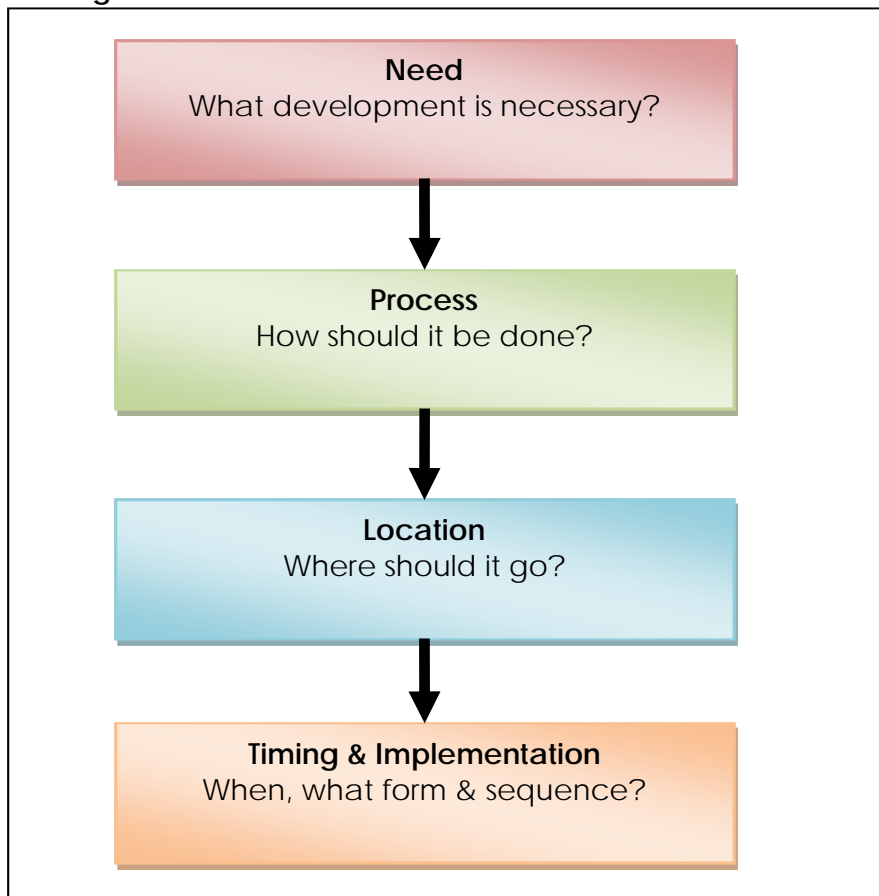 Need
What development is necessary?
Process
How should it be done?
Location
Where should it go?
Timing & Implementation
When, what form & sequence?